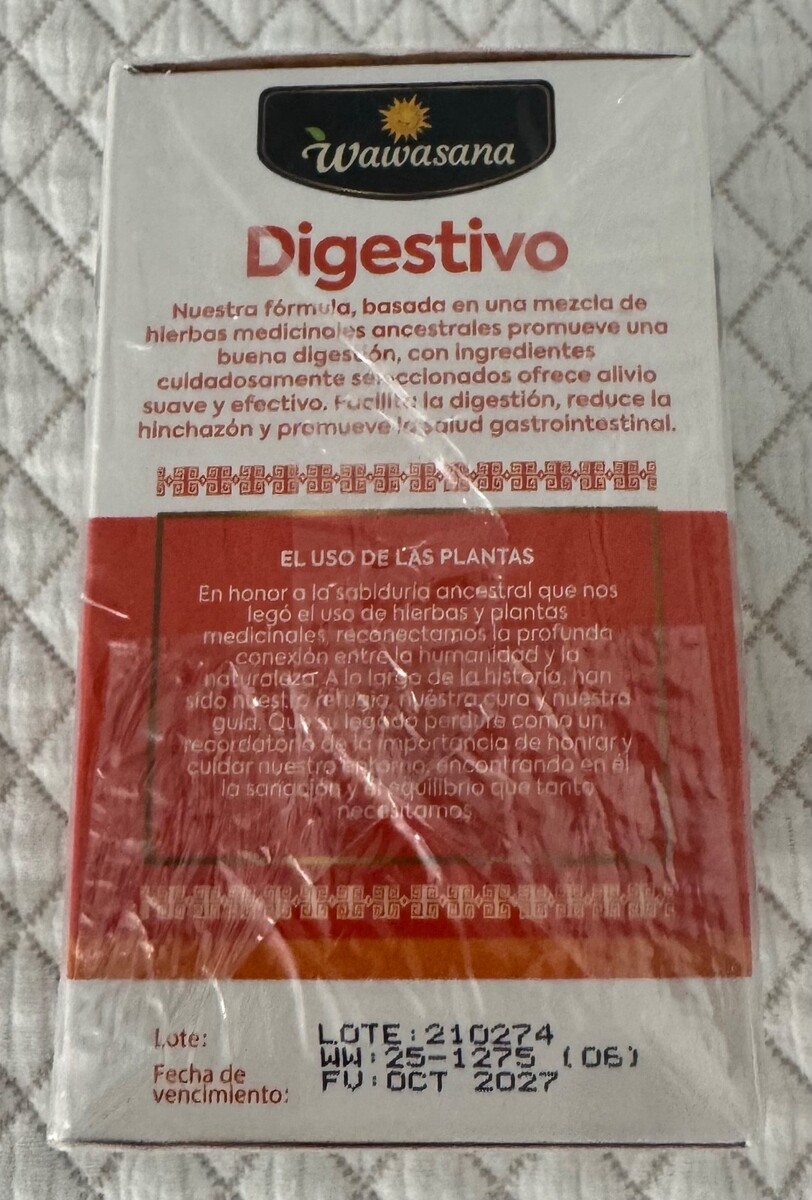 Wawasana
Digestivo
Nuestra fórmula, basada en una mezcla de
hierbas medicinales ancestrales promueve una
buena digestión, con ingredientes
cuidadosamente seleccionados ofrece alivio
suave y efectivo. Facilita la digestión, reduce la
hinchazón y promueve la salud gastrointestinal.
EL USO DE LAS PLANTAS
En honor a la sabiduría ancestral que nos
legó el uso de hierbas y plantas
medicinales, reconectamos la profunda
conexión entre la humanidad y la
naturaleza. A lo largo de la historia, han
sido nuestro refugio, nuestra cura y nuestra
guía. Que su legado perdure como un
recordatorio de la importancia de honrar y
cuidar nuestro entorno, encontrando en él
la sanación y el equilibrio que tanto
necesitamos
Lote: LOTE:210274
WW:25-1275 (06)
Fecha de
vencimiento: FV:OCT 2027